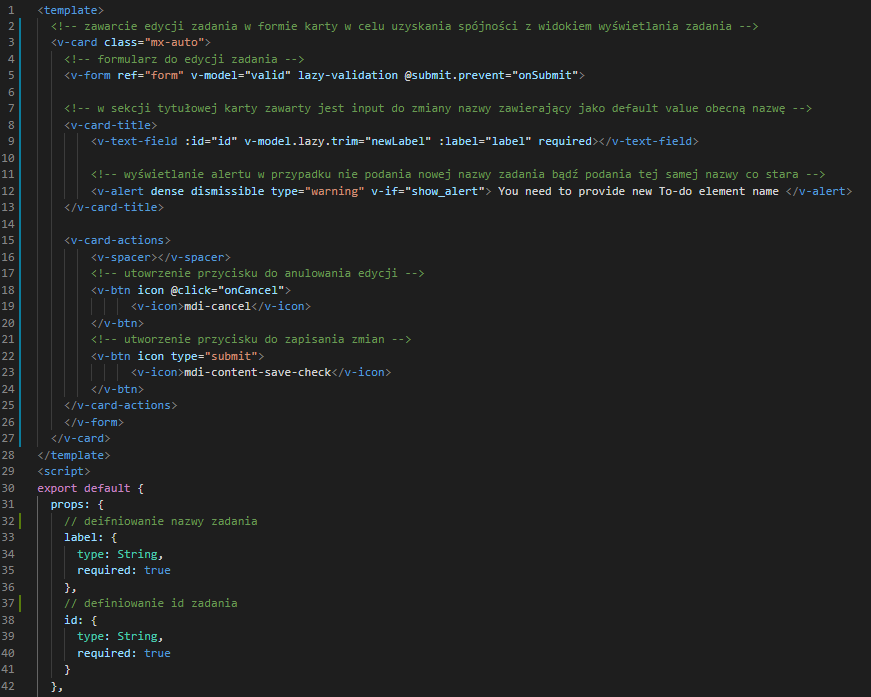 1 <template>
2 <!-- zawarcie edycji zadania w formie karty w celu uzyskania spójności z widokiem wyświetlania zadania -->
3 <v-card class="mx-auto">
4 <!-- formularz do edycji zadania -->
5 <v-form ref="form" v-model="valid" lazy-validation @submit.prevent="onSubmit">
6
7 <!-- w sekcji tytułowej karty zawarty jest input do zmiany nazwy zawierający jako default value obecną nazwę -->
8 <v-card-title>
9 <v-text-field :id="id" v-model.lazy.trim="newLabel" :label="label" required></v-text-field>
10
11 <!-- wyświetlanie alertu w przypadku nie podania nowej nazwy zadania bądź podania tej samej nazwy co stara -->
12 <v-alert dense dismissible type="warning" v-if="show_alert"> You need to provide new To-do element name </v-alert>
13 </v-card-title>
14
15 <v-card-actions>
16 <v-spacer></v-spacer>
17 <!-- utowrzenie przycisku do anulowania edycji -->
18 <v-btn icon @click="onCancel">
19 <v-icon>mdi-cancel</v-icon>
20 </v-btn>
21 <!-- utworzenie przycisku do zapisania zmian -->
22 <v-btn icon type="submit">
23 <v-icon>mdi-content-save-check</v-icon>
24 </v-btn>
25 </v-card-actions>
26 </v-form>
27 </v-card>
28 </template>
29 <script>
30 export default {
31 props: {
32 // deifniowanie nazwy zadania
33 label: {
34 type: String,
35 required: true
36 },
37 // definiowanie id zadania
38 id: {
39 type: String,
40 required: true
41 }
42 },